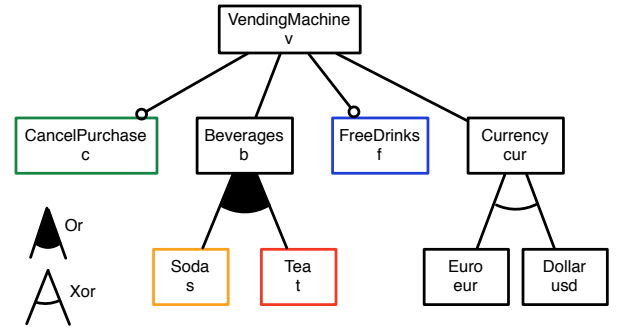 VendingMachine
v
CancelPurchase
c
Beverages
b
FreeDrinks
f
Currency
cur
Or
Xor
Soda
s
Tea
t
Euro
eur
Dollar
usd